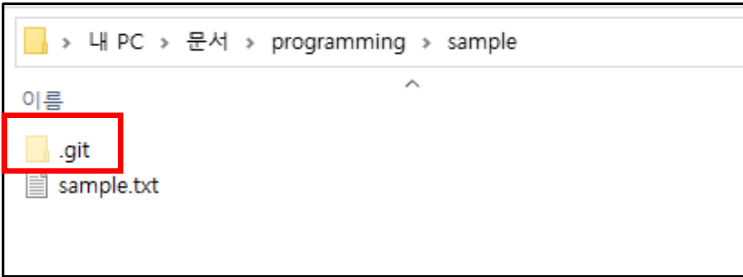 내 PC > 문서 > programming > sample
이름
.git
sample.txt